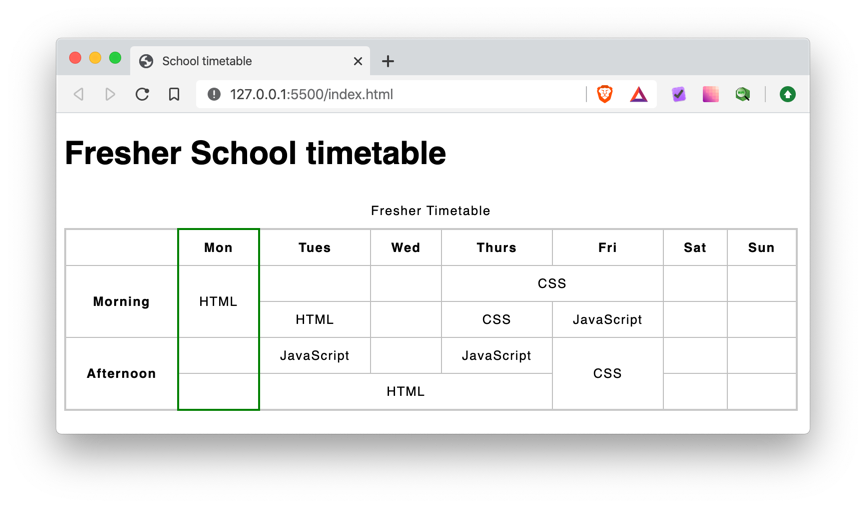 School timetable
127.0.0.1:5500/index.html
Fresher School timetable
Fresher Timetable
Mon Tues Wed Thurs Fri Sat Sun
CSS
Morning HTML
HTML CSS JavaScript
JavaScript JavaScript
Afternoon CSS
HTML